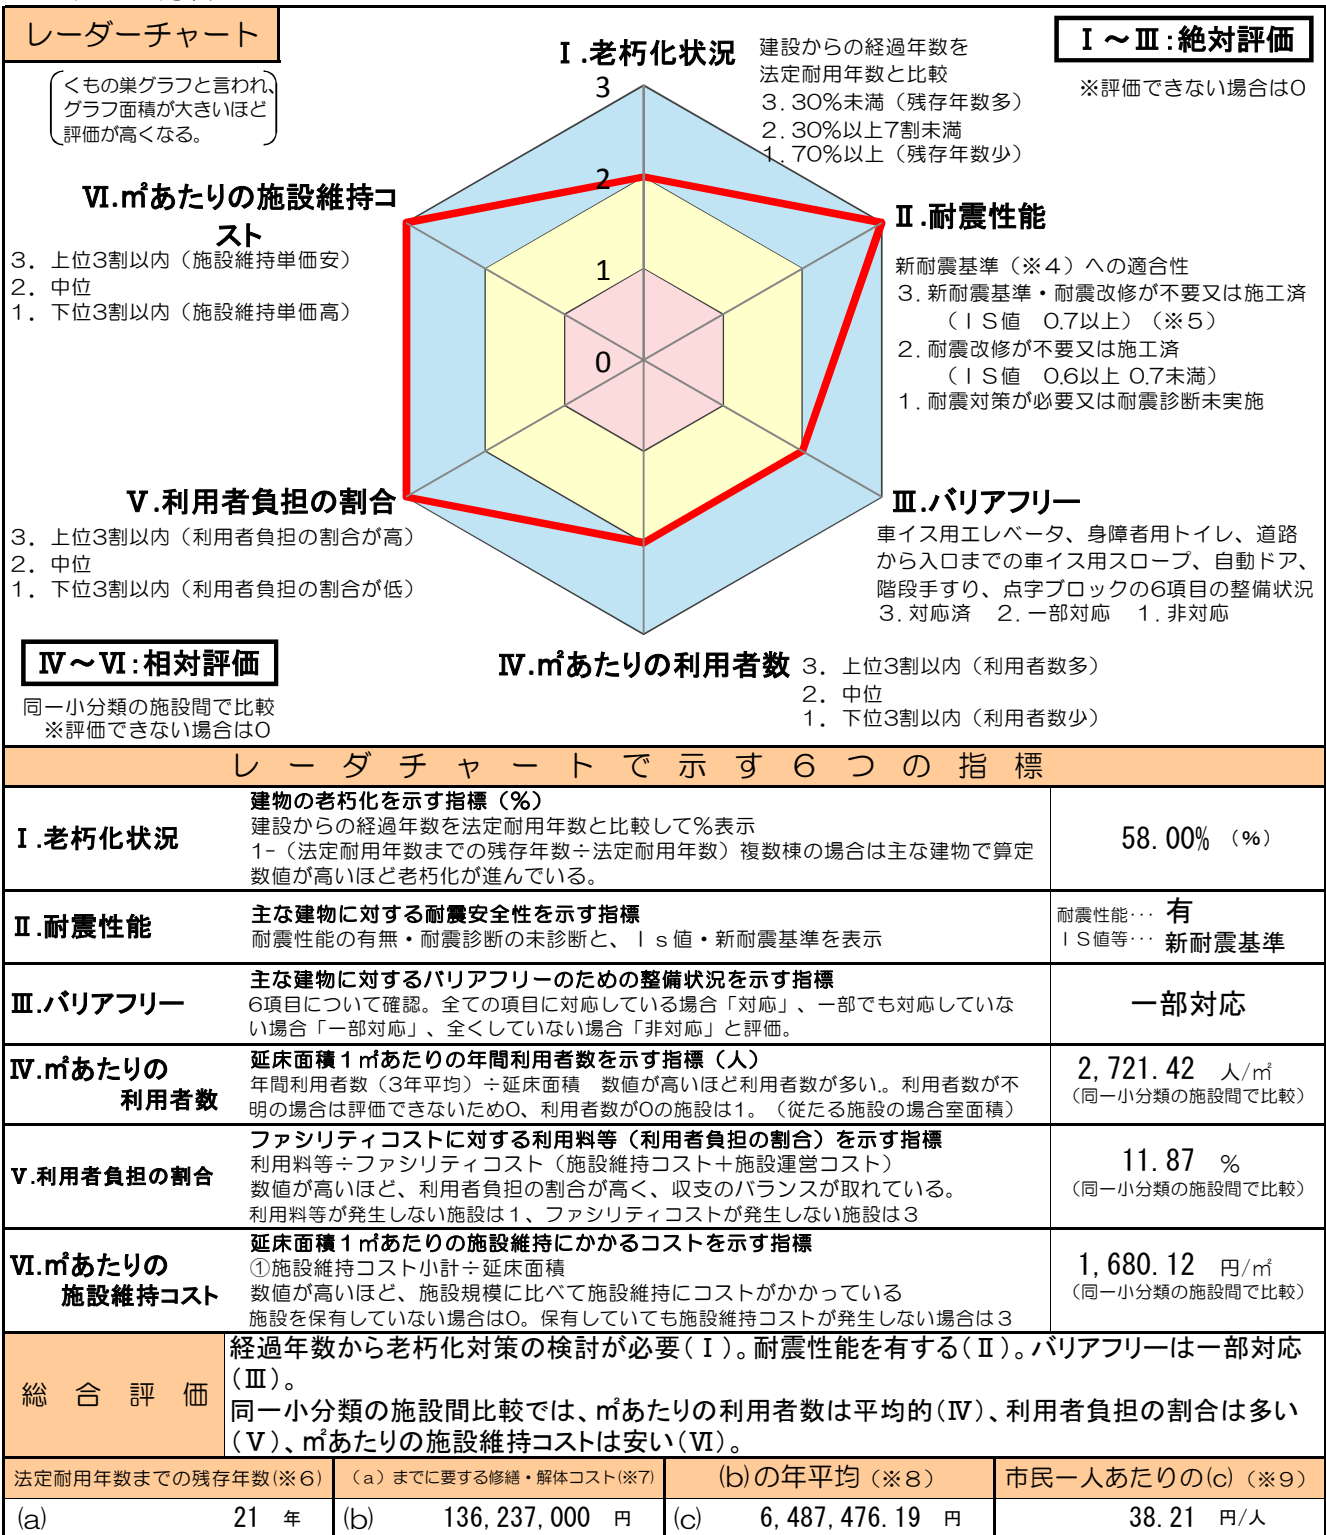 レーダーチャート
くもの巣グラフと言われ、
グラフ面積が大きいほど
評価が高くなる。
Ⅰ.老朽化状況
建設からの経過年数を
法定耐用年数と比較
３．30%未満（残存年数多）
２．30%以上7割未満
１．70%以上（残存年数少）
Ⅰ～Ⅲ：絶対評価
※評価できない場合は0
3
2
1
0
Ⅱ.耐震性能
新耐震基準（※４）への適合性
３．新耐震基準・耐震改修が不要又は施工済
（ＩＳ値　0.7以上）（※５）
２．耐震改修が不要又は施工済
（ＩＳ値　0.6以上 0.7未満）
１．耐震対策が必要又は耐震診断未実施
Ⅵ.㎡あたりの施設維持コ
スト
３．上位3割以内（施設維持単価安）
２．中位
１．下位3割以内（施設維持単価高）
Ⅴ.利用者負担の割合
３．上位3割以内（利用者負担の割合が高）
２．中位
１．下位3割以内（利用者負担の割合が低）
Ⅲ.バリアフリー
車イス用エレベータ、身障者用トイレ、道路
から入口までの車イス用スロープ、自動ドア、
階段手すり、点字ブロックの6項目の整備状況
３．対応済　２．一部対応　１．非対応
Ⅳ～Ⅵ：相対評価
同一小分類の施設間で比較
※評価できない場合は0
Ⅳ.㎡あたりの利用者数
３．上位3割以内（利用者数多）
２．中位
１．下位3割以内（利用者数少）
レーダチャートで示す６つの指標
Ⅰ.老朽化状況
建物の老朽化を示す指標（％）
建設からの経過年数を法定耐用年数と比較して%表示
1-（法定耐用年数までの残存年数÷法定耐用年数）複数棟の場合は主な建物で算定
数値が高いほど老朽化が進んでいる。
58.00% （%）
Ⅱ.耐震性能
主な建物に対する耐震安全性を示す指標
耐震性能の有無・耐震診断の未診断と、Ｉｓ値・新耐震基準を表示
耐震性能･･･ 有
ＩＳ値等･･･ 新耐震基準
Ⅲ.バリアフリー
主な建物に対するバリアフリーのための整備状況を示す指標
6項目について確認。全ての項目に対応している場合「対応」、一部でも対応していな
い場合「一部対応」、全くしていない場合「非対応」と評価。
一部対応
Ⅳ.㎡あたりの
利用者数
延床面積１㎡あたりの年間利用者数を示す指標（人）
年間利用者数（3年平均）÷延床面積　数値が高いほど利用者数が多い。利用者数が不
明の場合は評価できないため0、利用者数が0の施設は1。（従たる施設の場合室面積）
2,721.42 人/㎡
（同一小分類の施設間で比較）
Ⅴ.利用者負担の割合
ファシリティコストに対する利用料等（利用者負担の割合）を示す指標
利用料等÷ファシリティコスト（施設維持コスト＋施設運営コスト）
数値が高いほど、利用者負担の割合が高く、収支のバランスが取れている。
利用料等が発生しない施設は１、ファシリティコストが発生しない施設は３
11.87 %
（同一小分類の施設間で比較）
Ⅵ.㎡あたりの
施設維持コスト
延床面積１㎡あたりの施設維持にかかるコストを示す指標
①施設維持コスト小計÷延床面積
数値が高いほど、施設規模に比べて施設維持にコストがかかっている
施設を保有していない場合は0。保有していても施設維持コストが発生しない場合は３
1,680.12 円/㎡
（同一小分類の施設間で比較）
総合評価
経過年数から老朽化対策の検討が必要（Ⅰ）。耐震性能を有する（Ⅱ）。バリアフリーは一部対応
（Ⅲ）。
同一小分類の施設間比較では、㎡あたりの利用者数は平均的（Ⅳ）、利用者負担の割合は多い
（Ⅴ）、㎡あたりの施設維持コストは安い（Ⅵ）。
法定耐用年数までの残存年数(※６)
（a）までに要する修繕・解体コスト(※7)
(b)の年平均（※８）
市民一人あたりの(c)（※９）
(a) 21 年
(b) 136,237,000 円
(c) 6,487,476.19 円
38.21 円/人